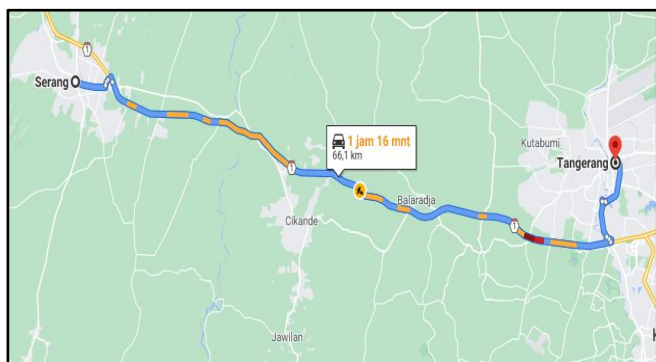 1
Serang
1 jam 16 mnt
66,1 km
Kutabumi
Tangerang
1
Balaradja
Cikande
1
Jawilan
K